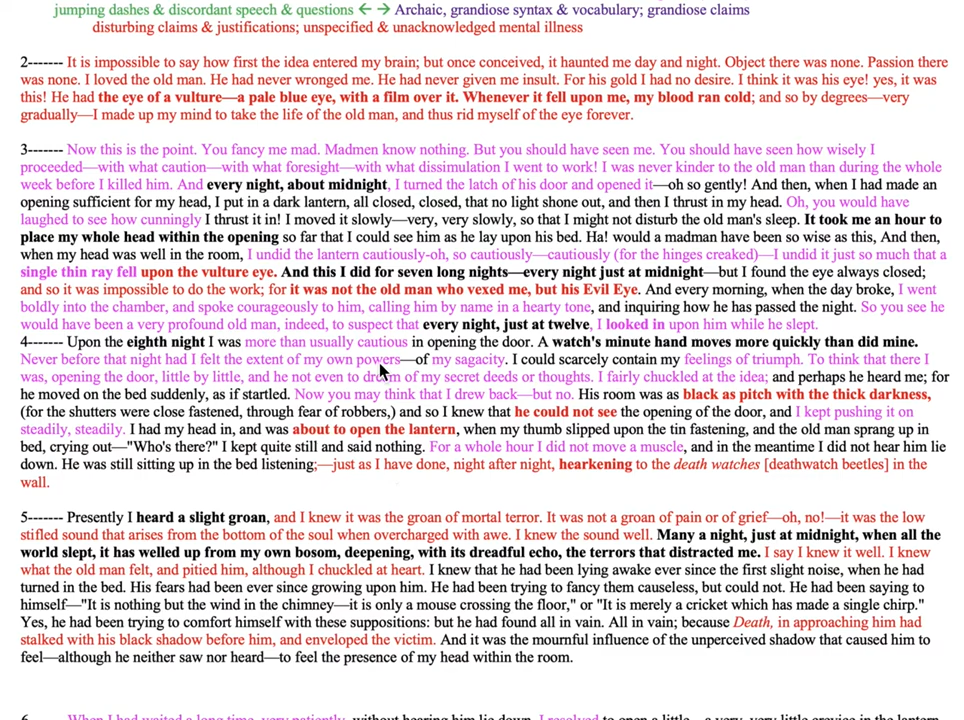 jumping dashes & discordant speech & questions ← → Archaic, grandiose syntax & vocabulary; grandiose claims
disturbing claims & justifications; unspecified & unacknowledged mental illness
2------- It is impossible to say how first the idea entered my brain; but once conceived, it haunted me day and night. Object there was none. Passion there
was none. I loved the old man. He had never wronged me. He had never given me insult. For his gold I had no desire. I think it was his eye! yes, it was
this! He had the eye of a vulture—a pale blue eye, with a film over it. Whenever it fell upon me, my blood ran cold; and so by degrees—very
gradually—I made up my mind to take the life of the old man, and thus rid myself of the eye forever.
3------- Now this is the point. You fancy me mad. Madmen know nothing. But you should have seen me. You should have seen how wisely I
proceeded—with what caution—with what foresight—with what dissimulation I went to work! I was never kinder to the old man than during the whole
week before I killed him. And every night, about midnight, I turned the latch of his door and opened it—oh so gently! And then, when I had made an
opening sufficient for my head, I put in a dark lantern, all closed, closed, that no light shone out, and then I thrust in my head. Oh, you would have
laughed to see how cunningly I thrust it in! I moved it slowly—very, very slowly, so that I might not disturb the old man's sleep. It took me an hour to
place my whole head within the opening so far that I could see him as he lay upon his bed. Ha! would a madman have been so wise as this, And then,
when my head was well in the room, I undid the lantern cautiously-oh, so cautiously—cautiously (for the hinges creaked)—I undid it just so much that a
single thin ray fell upon the vulture eye. And this I did for seven long nights—every night just at midnight—but I found the eye always closed;
and so it was impossible to do the work; for it was not the old man who vexed me, but his Evil Eye. And every morning, when the day broke, I went
boldly into the chamber, and spoke courageously to him, calling him by name in a hearty tone, and inquiring how he has passed the night. So you see he
would have been a very profound old man, indeed, to suspect that every night, just at twelve, I looked in upon him while he slept.
4------- Upon the eighth night I was more than usually cautious in opening the door. A watch's minute hand moves more quickly than did mine.
Never before that night had I felt the extent of my own powers—of my sagacity. I could scarcely contain my feelings of triumph. To think that there I
was, opening the door, little by little, and he not even to dream of my secret deeds or thoughts. I fairly chuckled at the idea; and perhaps he heard me; for
he moved on the bed suddenly, as if startled. Now you may think that I drew back—but no. His room was as black as pitch with the thick darkness,
(for the shutters were close fastened, through fear of robbers,) and so I knew that he could not see the opening of the door, and I kept pushing it on
steadily, steadily. I had my head in, and was about to open the lantern, when my thumb slipped upon the tin fastening, and the old man sprang up in
bed, crying out—"Who's there?" I kept quite still and said nothing. For a whole hour I did not move a muscle, and in the meantime I did not hear him lie
down. He was still sitting up in the bed listening;—just as I have done, night after night, hearkening to the death watches [deathwatch beetles] in the
wall.
5------- Presently I heard a slight groan, and I knew it was the groan of mortal terror. It was not a groan of pain or of grief—oh, no!—it was the low
stifled sound that arises from the bottom of the soul when overcharged with awe. I knew the sound well. Many a night, just at midnight, when all the
world slept, it has welled up from my own bosom, deepening, with its dreadful echo, the terrors that distracted me. I say I knew it well. I knew
what the old man felt, and pitied him, although I chuckled at heart. I knew that he had been lying awake ever since the first slight noise, when he had
turned in the bed. His fears had been ever since growing upon him. He had been trying to fancy them causeless, but could not. He had been saying to
himself—"It is nothing but the wind in the chimney—it is only a mouse crossing the floor," or "It is merely a cricket which has made a single chirp."
Yes, he had been trying to comfort himself with these suppositions: but he had found all in vain. All in vain; because Death, in approaching him had
stalked with his black shadow before him, and enveloped the victim. And it was the mournful influence of the unperceived shadow that caused him to
feel—although he neither saw nor heard—to feel the presence of my head within the room.
6------- When I had waited a long time, very patiently, without hearing him lie down, I resolved to open a little—a very, very little crevice in the lantern.